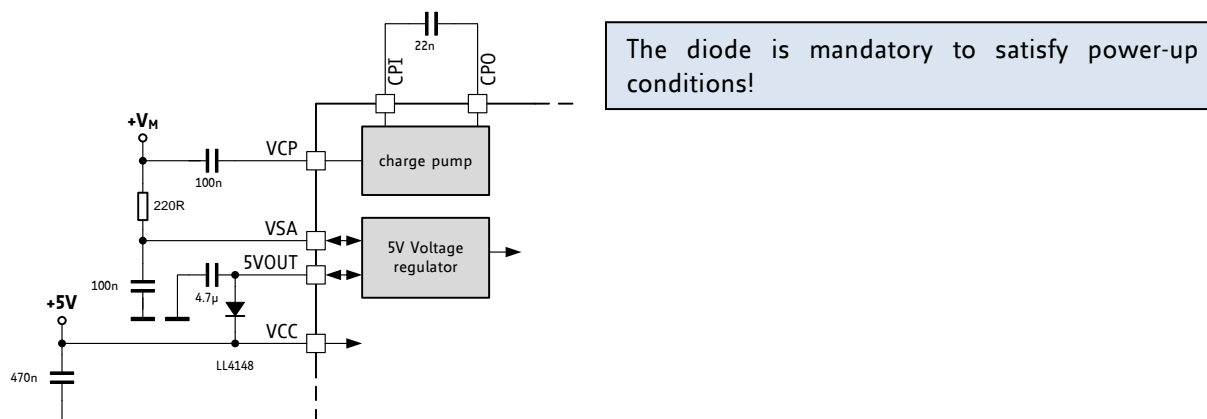 22n
CPI
CPO
The diode is mandatory to satisfy power-up
conditions!
+VM
VCP
charge pump
100n
220R
VSA
5V Voltage
regulator
5VOUT
100n
4.7µ
+5V
VCC
LL4148
470n